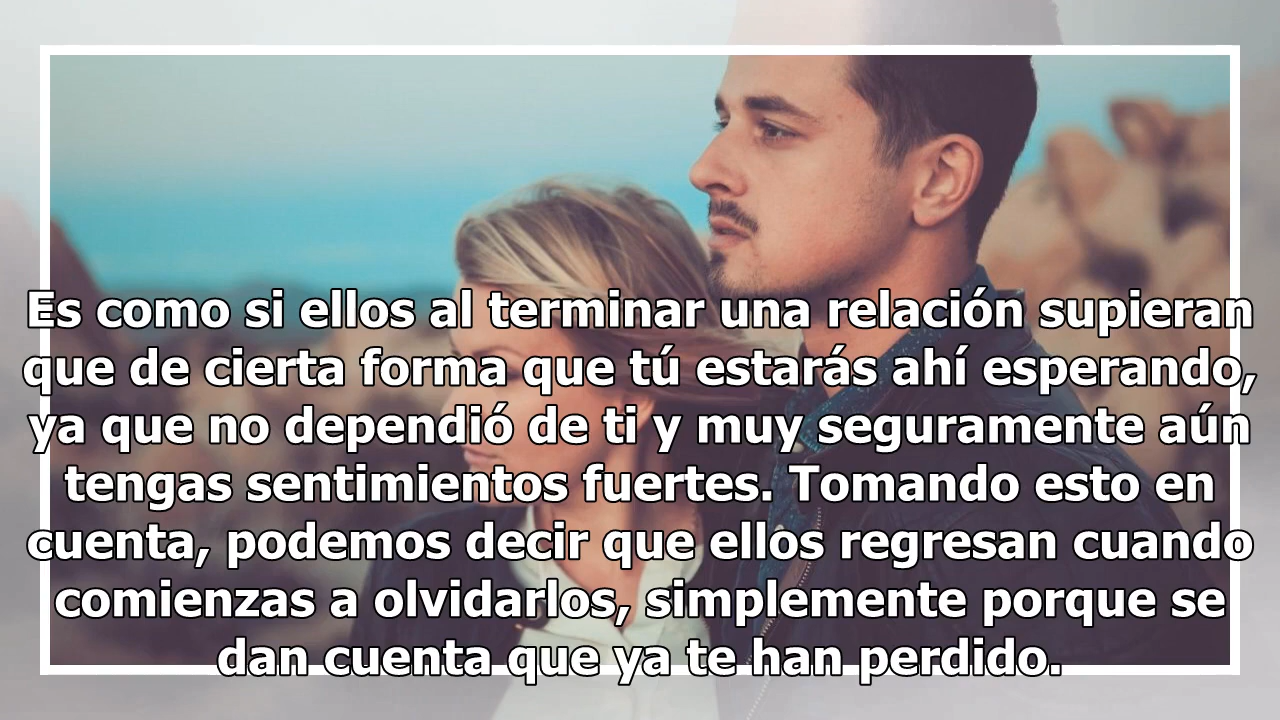 Es como si ellos al terminar una relación supieran
que de cierta forma que tú estarás ahí esperando,
ya que no dependió de ti y muy seguramente aún
tengas sentimientos fuertes. Tomando esto en
cuenta, podemos decir que ellos regresan cuando
comienzas a olvidarlos, simplemente porque se
dan cuenta que ya te han perdido.